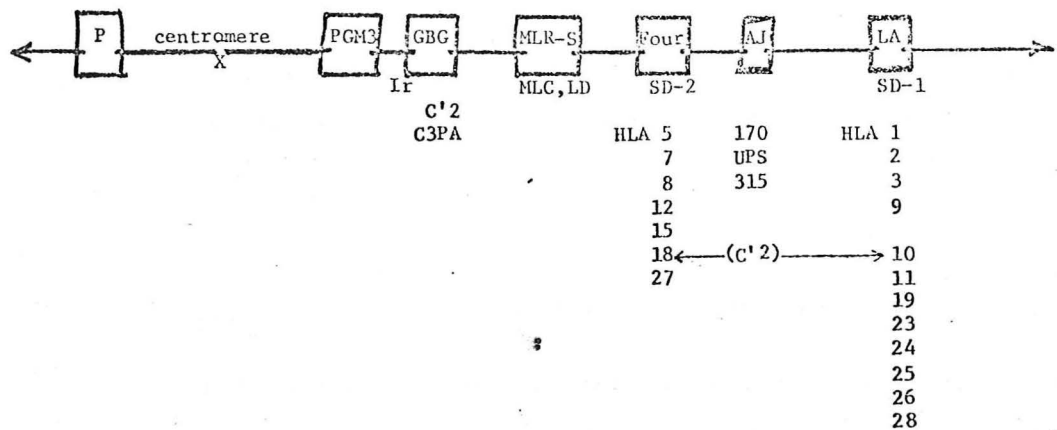 P centromere PGM3 GBG MLR-S Four AJ LA
X
Ir MLC, LD SD-2 SD-1
C'2
C3PA HLA 5 170 HLA 1
7 UPS 2
8 315 3
12 9
15
18 (C'2) 10
27 11
19
23
24
25
26
28